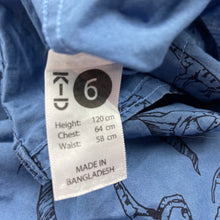 KID
6
Height: 120 cm
Chest: 64 cm
Waist: 58 cm
MADE IN
BANGLADESH